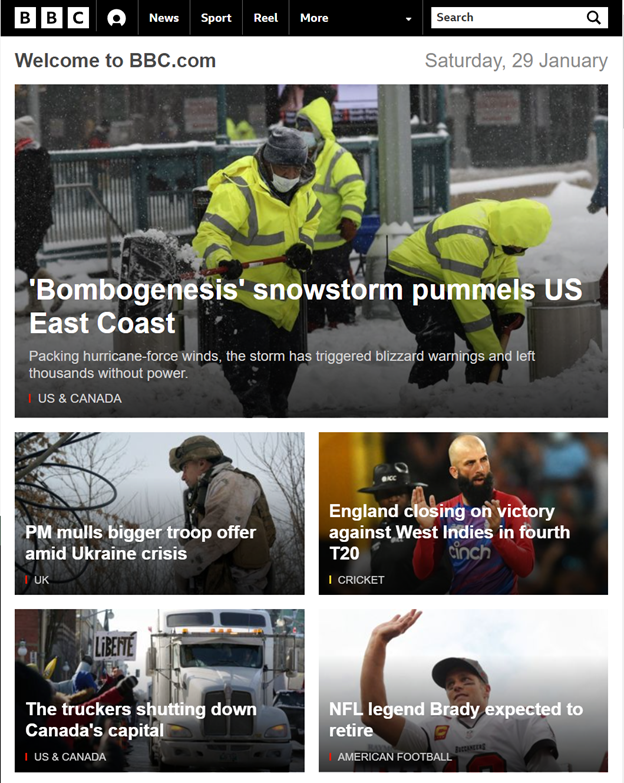 BBC News Sport Reel More Search
Welcome to BBC.com Saturday, 29 January
'Bombogenesis' snowstorm pummels US
East Coast
Packing hurricane-force winds, the storm has triggered blizzard warnings and left
thousands without power.
US & CANADA
PM mulls bigger troop offer
amid Ukraine crisis
UK
ICC
cinch
England closing on victory
against West Indies in fourth
T20
CRICKET
LiBERTÉ
The truckers shutting down
Canada's capital
US & CANADA
BUCCANEERS
NFL legend Brady expected to
retire
AMERICAN FOOTBALL